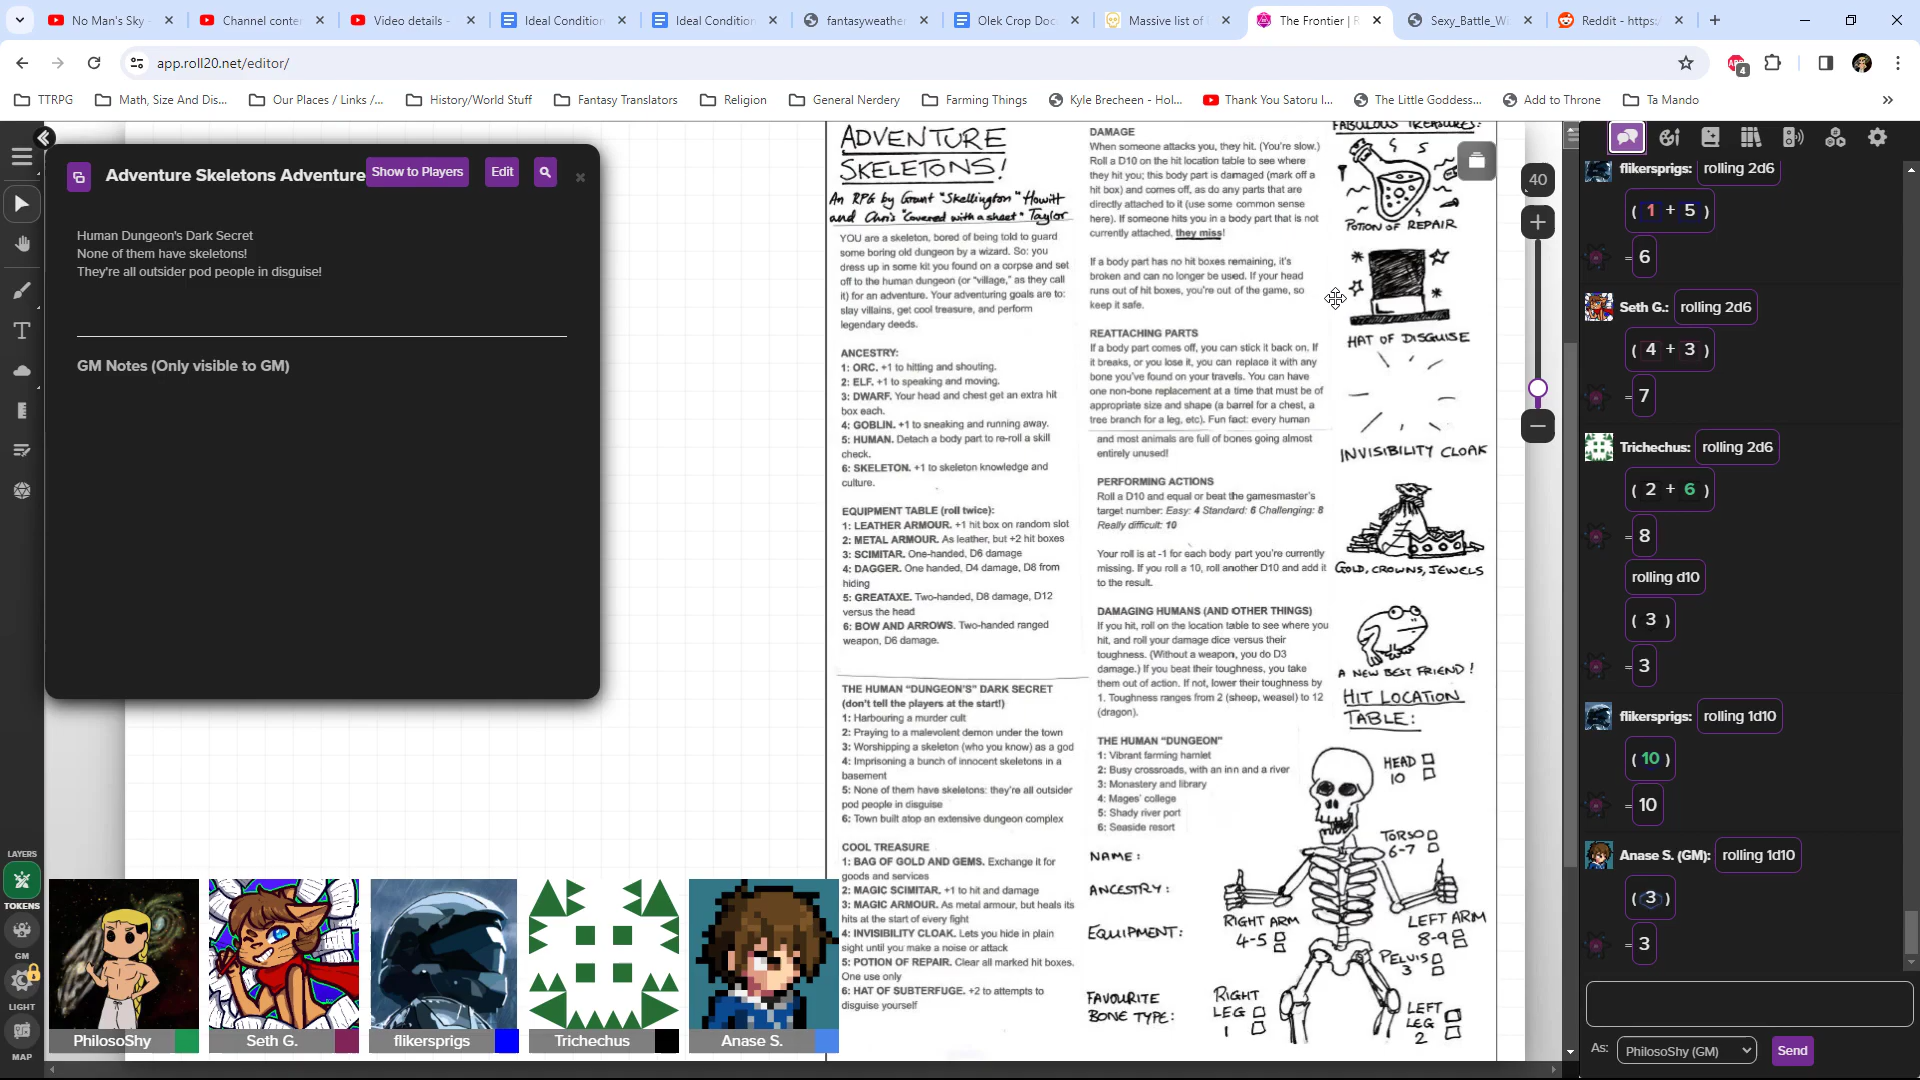 No Man's Sky -
Channel conter
Video details -
Ideal Condition
Ideal Condition
fantasyweather
Olek Crop Doc
Massive list of
The Frontier | R
Sexy_Battle_Wi
Reddit - https:/
app.roll20.net/editor/
4
TTRPG
Math, Size And Dis...
Our Places / Links /...
History/World Stuff
Fantasy Translators
Religion
General Nerdery
Farming Things
Kyle Brecheen - Hol...
Thank You Satoru I...
The Little Goddess...
Add to Throne
Ta Mando
Adventure Skeletons Adventure
Show to Players
Edit
Human Dungeon's Dark Secret
None of them have skeletons!
They're all outsider pod people in disguise!
GM Notes (Only visible to GM)
LAYERS
TOKENS
GM
LIGHT
MAP
ADVENTURE
SKELETONS!
An RPG by Grant "Skellington" Howitt
and Chris "Covered with a sheet" Taylor
YOU are a skeleton, bored of being told to guard
some boring old dungeon by a wizard. So: you
dress up in some kit you found on a corpse and set
off to the human dungeon (or "village," as they call
it) for an adventure. Your adventuring goals are to:
slay villains, get cool treasure, and perform
legendary deeds.
ANCESTRY:
1: ORC. +1 to hitting and shouting.
2: ELF. +1 to speaking and moving.
3: DWARF. Your head and chest get an extra hit
box each.
4: GOBLIN. +1 to sneaking and running away.
5: HUMAN. Detach a body part to re-roll a skill
check.
6: SKELETON. +1 to skeleton knowledge and
culture.
EQUIPMENT TABLE (roll twice):
1: LEATHER ARMOUR. +1 hit box on random slot
2: METAL ARMOUR. As leather, but +2 hit boxes
3: SCIMITAR. One-handed, D6 damage
4: DAGGER. One handed, D4 damage, D8 from
hiding
5: GREATAXE. Two-handed, D8 damage, D12
versus the head
6: BOW AND ARROWS. Two-handed ranged
weapon, D6 damage.
THE HUMAN "DUNGEON'S" DARK SECRET
(don't tell the players at the start!)
1: Harbouring a murder cult
2: Praying to a malevolent demon under the town
3: Worshipping a skeleton (who you know) as a god
4: Imprisoning a bunch of innocent skeletons in a
basement
5: None of them have skeletons: they're all outsider
pod people in disguise
6: Town built atop an extensive dungeon complex
COOL TREASURE
1: BAG OF GOLD AND GEMS. Exchange it for
goods and services
2: MAGIC SCIMITAR. +1 to hit and damage
3: MAGIC ARMOUR. As metal armour, but heals its
hits at the start of every fight
4: INVISIBILITY CLOAK. Lets you hide in plain
sight until you make a noise or attack
5: POTION OF REPAIR. Clear all marked hit boxes.
One use only
6: HAT OF SUBTERFUGE. +2 to attempts to
disguise yourself
DAMAGE
When someone attacks you, they hit. (You're slow.)
Roll a D10 on the hit location table to see where
they hit you; this body part is damaged (mark off a
hit box) and comes off, as do any parts that are
directly attached to it (use some common sense
here). If someone hits you in a body part that is not
currently attached, they miss!
If a body part has no hit boxes remaining, it's
broken and can no longer be used. If your head
runs out of hit boxes, you're out of the game, so
keep it safe.
REATTACHING PARTS
If a body part comes off, you can stick it back on. If
it breaks, or you lose it, you can replace it with any
bone you've found on your travels. You can have
one non-bone replacement at a time that must be of
appropriate size and shape (a barrel for a chest, a
tree branch for a leg, etc). Fun fact: every human
and most animals are full of bones going almost
entirely unused!
PERFORMING ACTIONS
Roll a D10 and equal or beat the gamesmaster's
target number: Easy: 4 Standard: 6 Challenging: 8
Really difficult: 10
Your roll is at -1 for each body part you're currently
missing. If you roll a 10, roll another D10 and add it
to the result.
DAMAGING HUMANS (AND OTHER THINGS)
If you hit, roll on the location table to see where you
hit, and roll your damage dice versus their
toughness. (Without a weapon, you do D3
damage.) If you beat their toughness, you take
them out of action. If not, lower their toughness by
1. Toughness ranges from 2 (sheep, weasel) to 12
(dragon).
THE HUMAN "DUNGEON"
1: Vibrant farming hamlet
2: Busy crossroads, with an inn and a river
3: Monastery and library
4: Mages' college
5: Shady river port
6: Seaside resort
NAME:
ANCESTRY:
EQUIPMENT:
FAVOURITE
BONE TYPE:
FABULOUS TREASURES:
POTION OF REPAIR
HAT OF DISGUISE
INVISIBILITY CLOAK
GOLD, CROWNS, JEWELS
A NEW BEST FRIEND!
HIT LOCATION
TABLE:
HEAD
10
TORSO
6-7
RIGHT ARM
4-5
LEFT ARM
8-9
PELVIS
3
RIGHT
LEG
1
LEFT
LEG
2
40
PhilosoShy
Seth G.
flikersprigs
Trichechus
Anase S.
flikersprigs: rolling 2d6
( 1 + 5 )
= 6
Seth G.: rolling 2d6
( 4 + 3 )
= 7
Trichechus: rolling 2d6
( 2 + 6 )
= 8
rolling d10
( 3 )
= 3
flikersprigs: rolling 1d10
( 10 )
= 10
Anase S. (GM): rolling 1d10
( 3 )
= 3
As:
PhilosoShy (GM)
Send